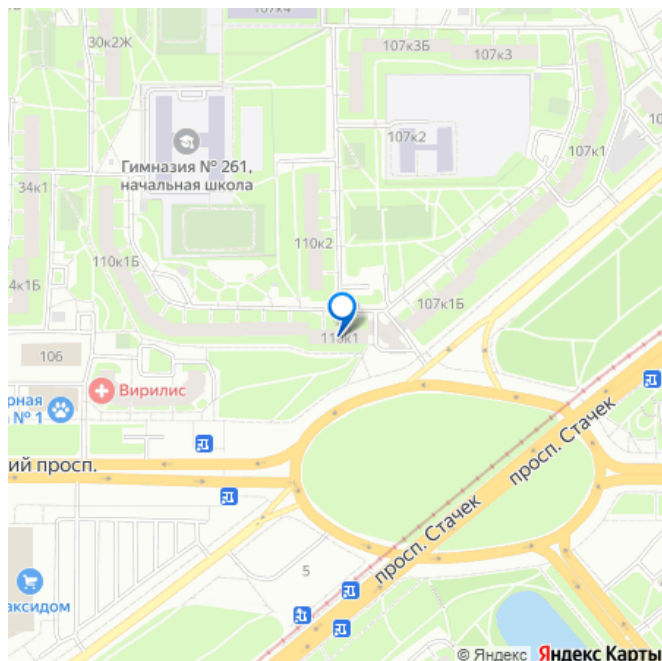 107к4
30к2Ж
107к3Б
107к3
107к2
107к1
Гимназия № 261,
начальная школа
34к1
110к2
110к1Б
4к1Б
107к1Б
110к1
106
Вирилис
рная
№ 1
ий просп.
просп. Стачек
просп. Стачек
5
аксидом
© Яндекс Яндекс Карты